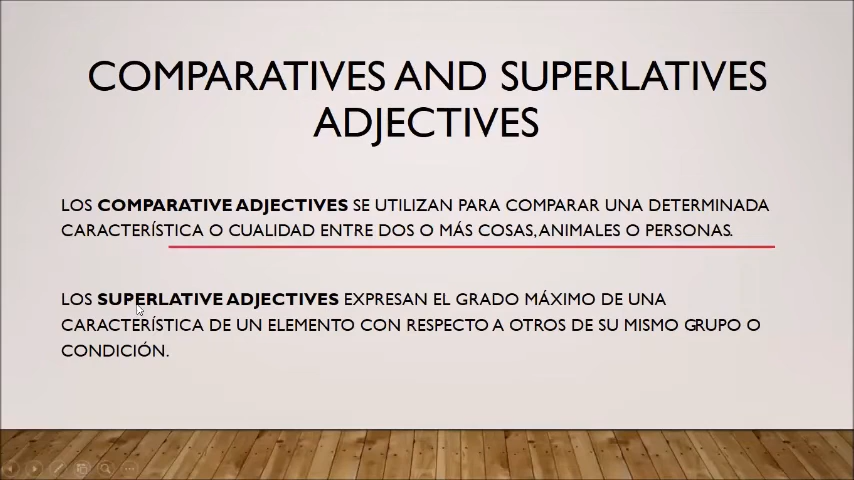 COMPARATIVES AND SUPERLATIVES
ADJECTIVES
LOS COMPARATIVE ADJECTIVES SE UTILIZAN PARA COMPARAR UNA DETERMINADA
CARACTERÍSTICA O CUALIDAD ENTRE DOS O MÁS COSAS, ANIMALES O PERSONAS.
LOS SUPERLATIVE ADJECTIVES EXPRESAN EL GRADO MÁXIMO DE UNA
CARACTERÍSTICA DE UN ELEMENTO CON RESPECTO A OTROS DE SU MISMO GRUPO O
CONDICIÓN.